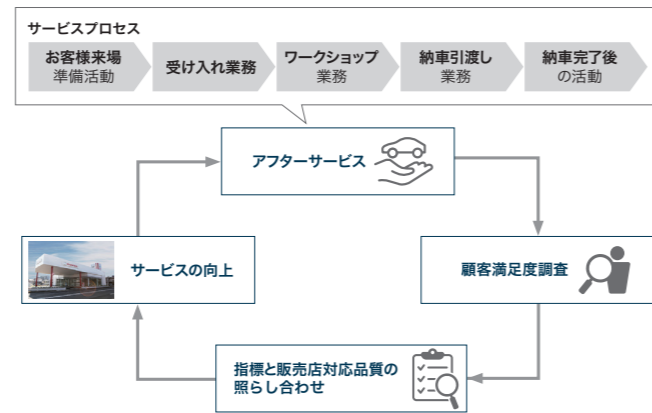 サービスプロセス
お客様来場
準備活動
受け入れ業務
ワークショップ
業務
納車引渡し
業務
納車完了後
の活動
アフターサービス
顧客満足度調査
指標と販売店対応品質の
照らし合わせ
サービスの向上